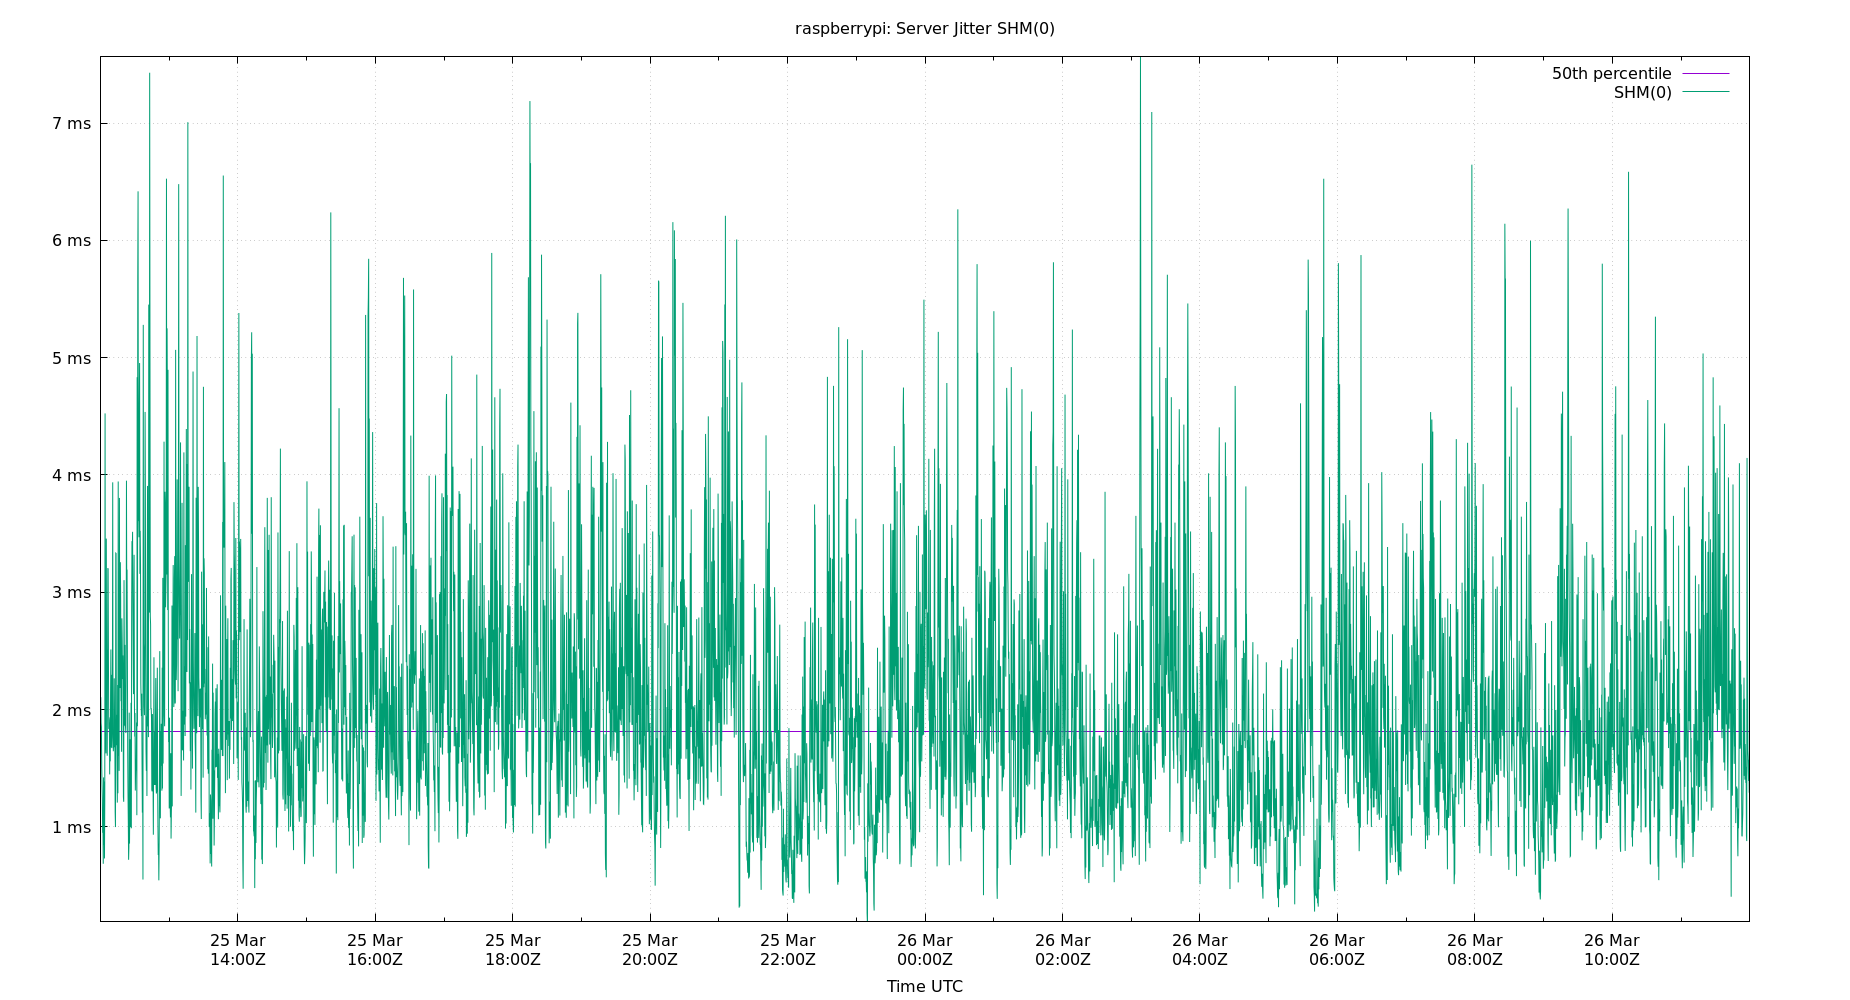 raspberrypi: Server Jitter SHM(0)
50th percentile
SHM(0)
7 ms
6 ms
5 ms
4 ms
3 ms
2 ms
1 ms
25 Mar 25 Mar 25 Mar 25 Mar 25 Mar 26 Mar 26 Mar 26 Mar 26 Mar 26 Mar 26 Mar
14:00Z 16:00Z 18:00Z 20:00Z 22:00Z 00:00Z 02:00Z 04:00Z 06:00Z 08:00Z 10:00Z
Time UTC